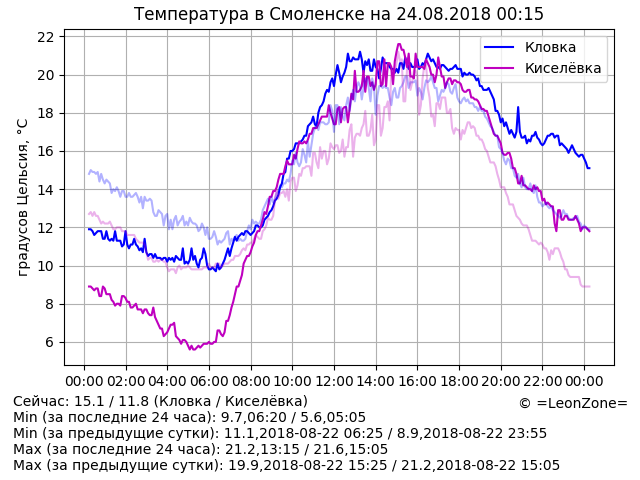 Температура в Смоленске на 24.08.2018 00:15
Кловка
Киселёвка
градусов Цельсия, °C
22
20
18
16
14
12
10
8
6
00:00 02:00 04:00 06:00 08:00 10:00 12:00 14:00 16:00 18:00 20:00 22:00 00:00
Сейчас: 15.1 / 11.8 (Кловка / Киселёвка)
© =LeonZone=
Min (за последние 24 часа): 9.7,06:20 / 5.6,05:05
Min (за предыдущие сутки): 11.1,2018-08-22 06:25 / 8.9,2018-08-22 23:55
Max (за последние 24 часа): 21.2,13:15 / 21.6,15:05
Max (за предыдущие сутки): 19.9,2018-08-22 15:25 / 21.2,2018-08-22 15:05